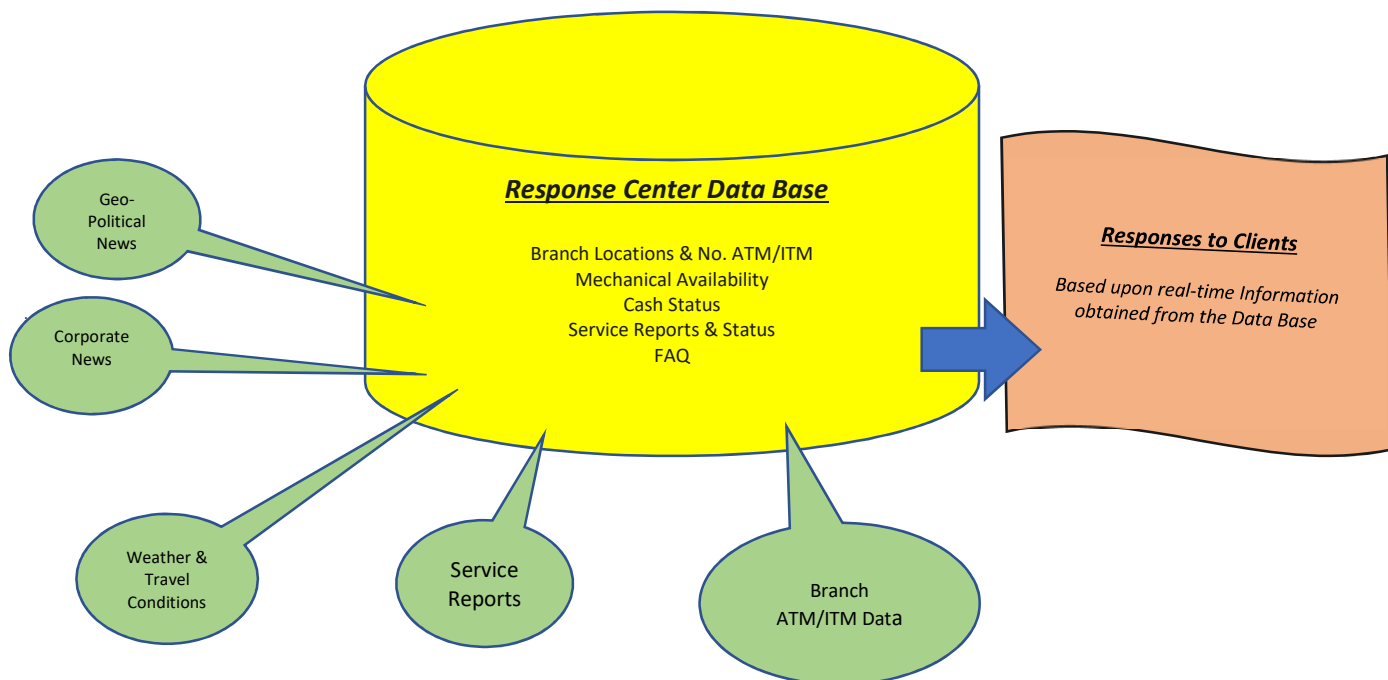 Response Center Data Base
Branch Locations & No. ATM/ITM
Mechanical Availability
Cash Status
Service Reports & Status
FAQ
Responses to Clients
Based upon real-time Information
obtained from the Data Base
Geo-
Political
News
Corporate
News
Weather &
Travel
Conditions
Service
Reports
Branch
ATM/ITM Data